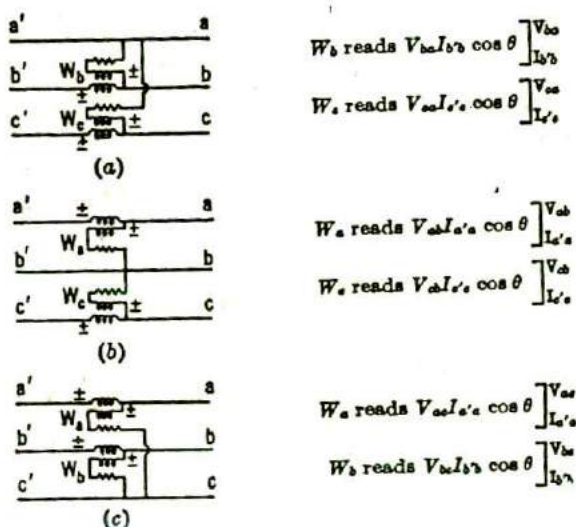 a' a
W_b reads V_ba I_b'b cos θ ]V_ba I_b'b
W_b ±
b' b
±
W_c reads V_ca I_c'c cos θ ]V_ca I_c'c
W_c ±
c' c
±
(a)
a' ± a
W_a reads V_ab I_a'a cos θ ]V_ab I_a'a
W_a ±
b' b
W_c reads V_cb I_c'c cos θ ]V_cb I_c'c
W_c ±
c' c
±
(b)
a' ± a
W_a reads V_ac I_a'a cos θ ]V_ac I_a'a
W_a ±
b' ± b
W_b reads V_bc I_b'b cos θ ]V_bc I_b'b
W_b ±
c' c
(c)